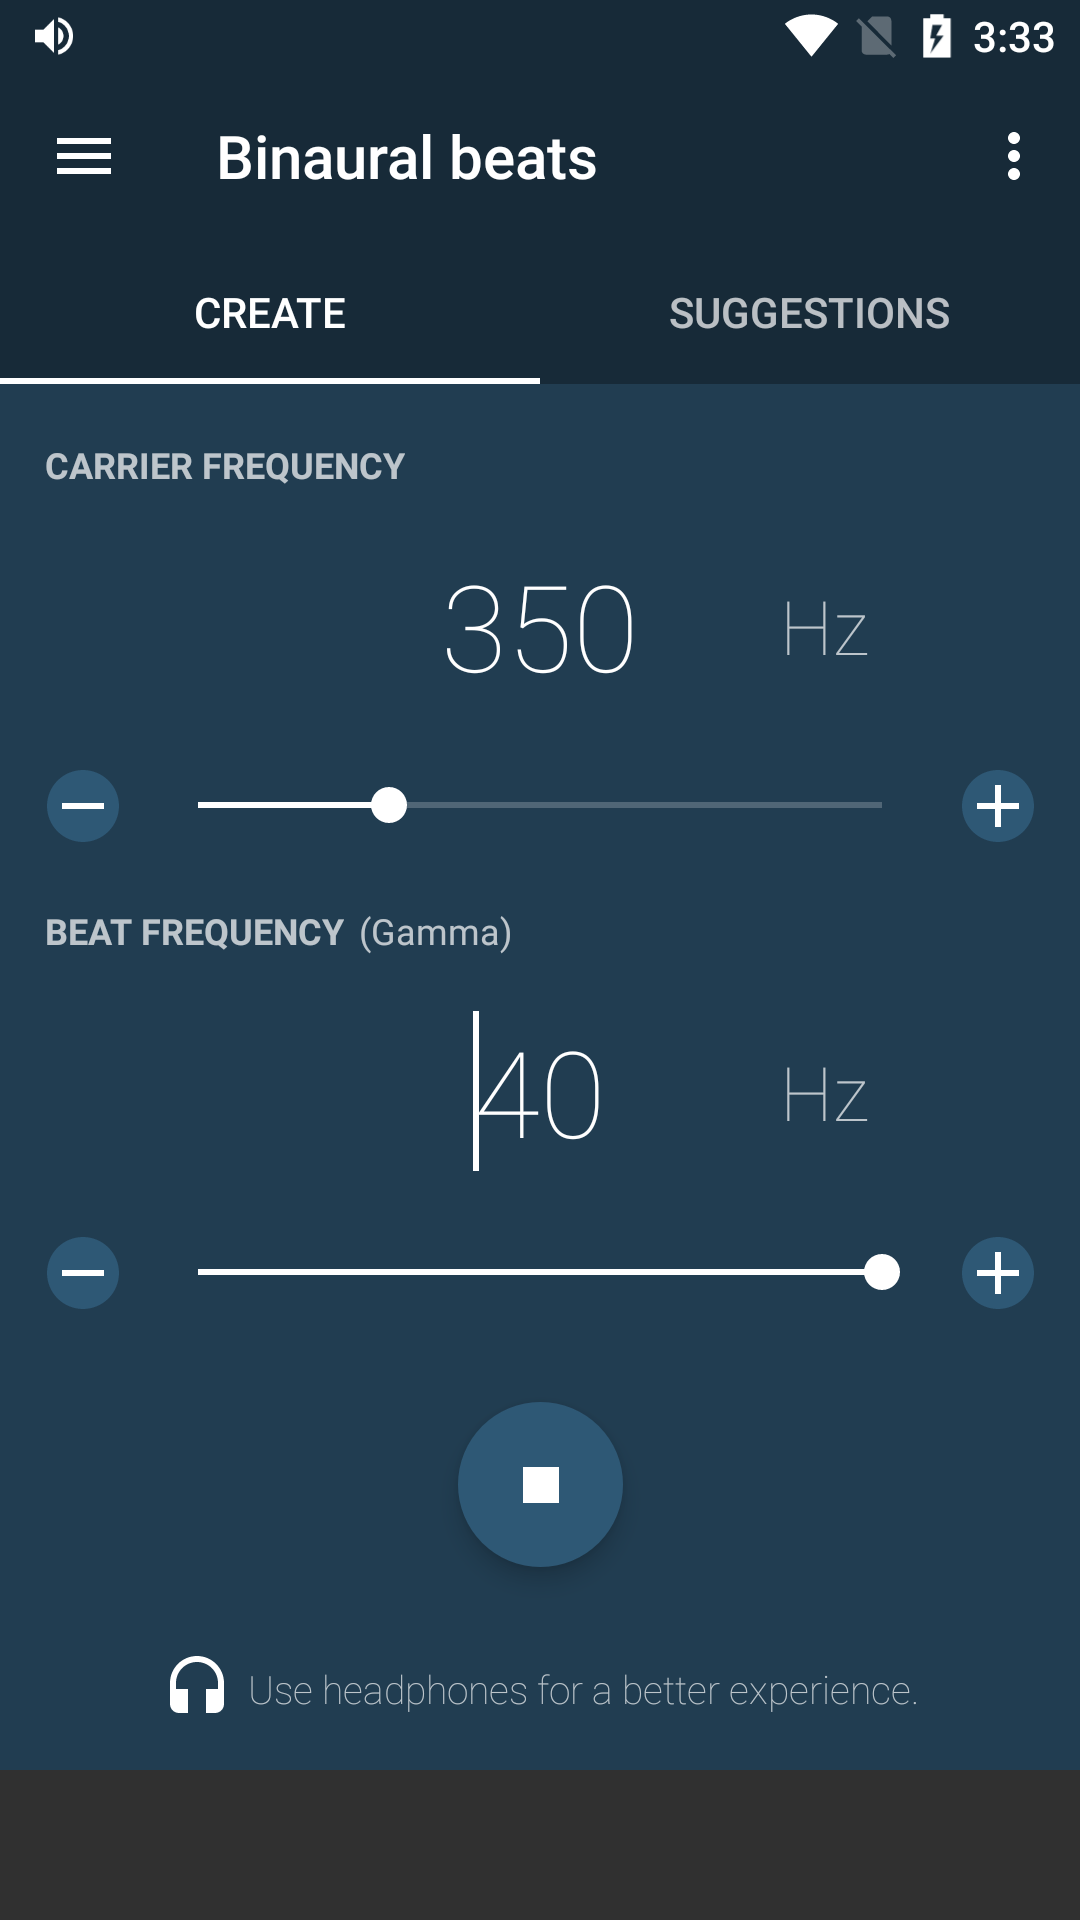 3:33
Binaural beats
CREATE
SUGGESTIONS
CARRIER FREQUENCY
350 Hz
BEAT FREQUENCY (Gamma)
40 Hz
Use headphones for a better experience.